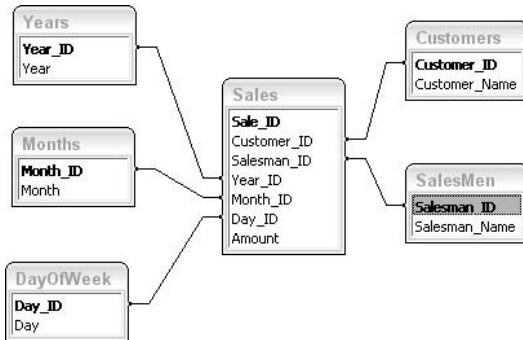 Years
Year_ID
Year
Months
Month_ID
Month
DayOfWeek
Day_ID
Day
Sales
Sale_ID
Customer_ID
Salesman_ID
Year_ID
Month_ID
Day_ID
Amount
Customers
Customer_ID
Customer_Name
SalesMen
Salesman_ID
Salesman_Name